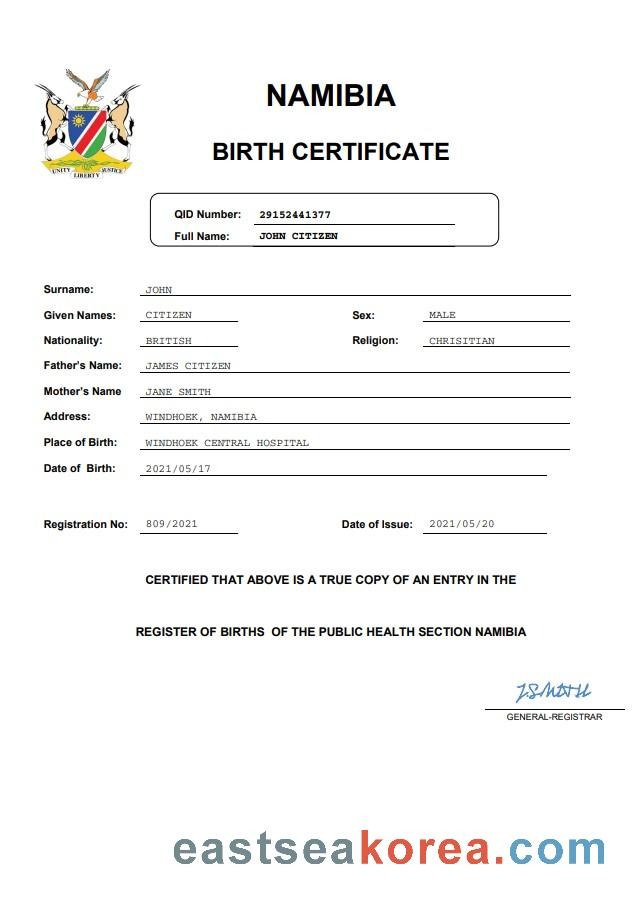 UNITY LIBERTY JUSTICE
NAMIBIA
BIRTH CERTIFICATE
QID Number: 29152441377
Full Name: JOHN CITIZEN
Surname: JOHN
Given Names: CITIZEN Sex: MALE
Nationality: BRITISH Religion: CHRISITIAN
Father's Name: JAMES CITIZEN
Mother's Name JANE SMITH
Address: WINDHOEK, NAMIBIA
Place of Birth: WINDHOEK CENTRAL HOSPITAL
Date of Birth: 2021/05/17
Registration No: 809/2021 Date of Issue: 2021/05/20
CERTIFIED THAT ABOVE IS A TRUE COPY OF AN ENTRY IN THE
REGISTER OF BIRTHS OF THE PUBLIC HEALTH SECTION NAMIBIA
J.SMITH
GENERAL-REGISTRAR
eastseakorea.com